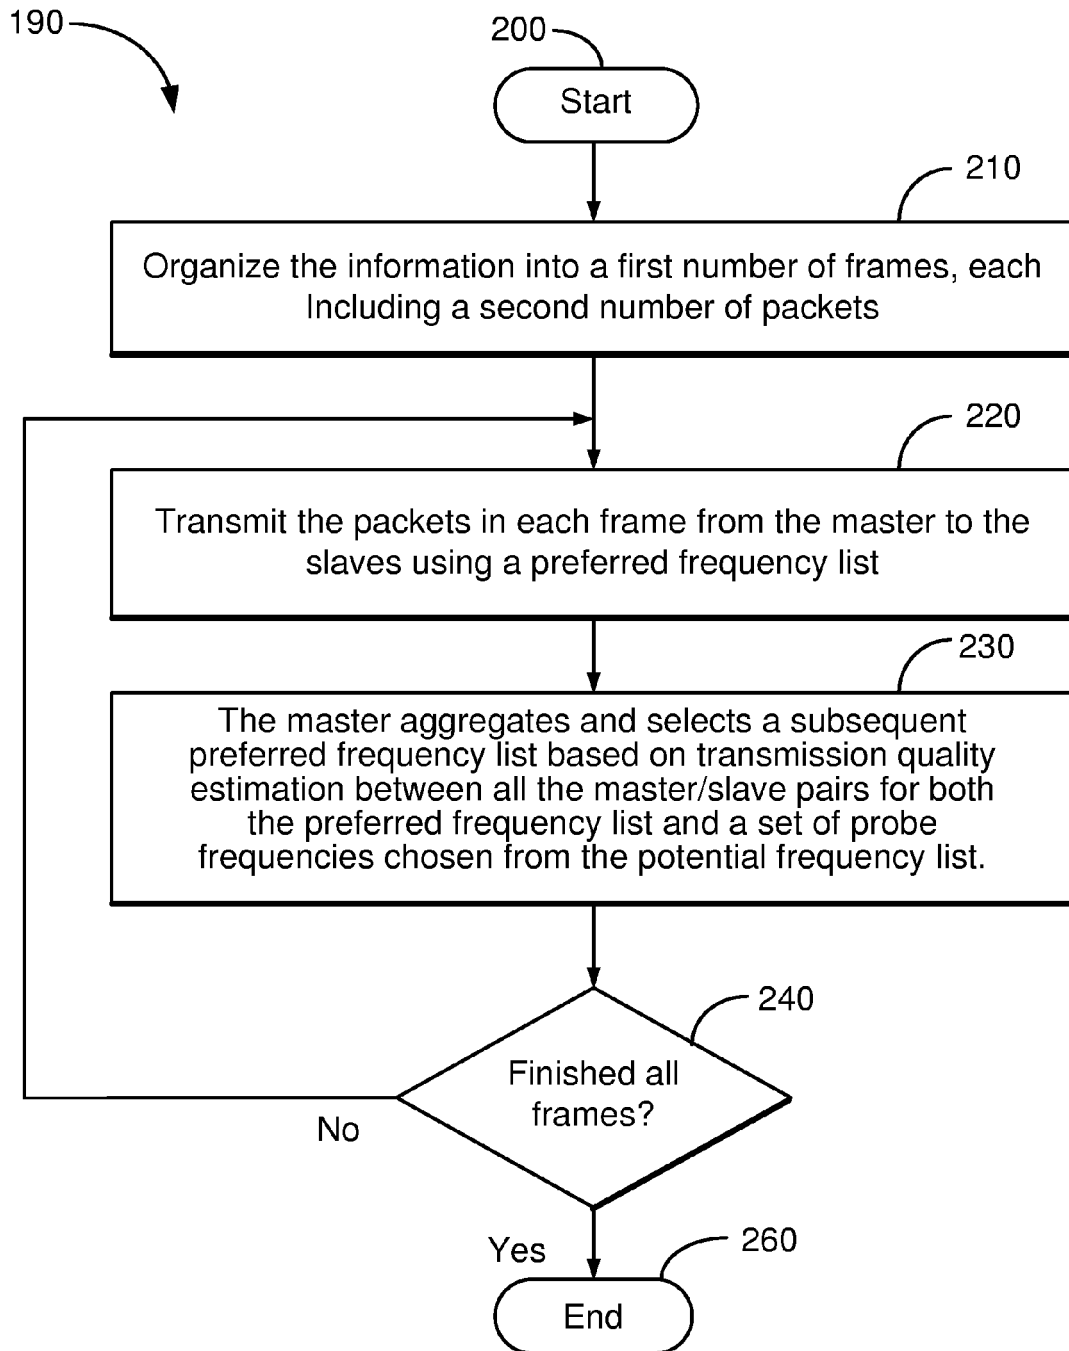 190
200
Start
210
Organize the information into a first number of frames, each
Including a second number of packets
220
Transmit the packets in each frame from the master to the
slaves using a preferred frequency list
230
The master aggregates and selects a subsequent
preferred frequency list based on transmission quality
estimation between all the master/slave pairs for both
the preferred frequency list and a set of probe
frequencies chosen from the potential frequency list.
240
Finished all
frames?
No
Yes
260
End